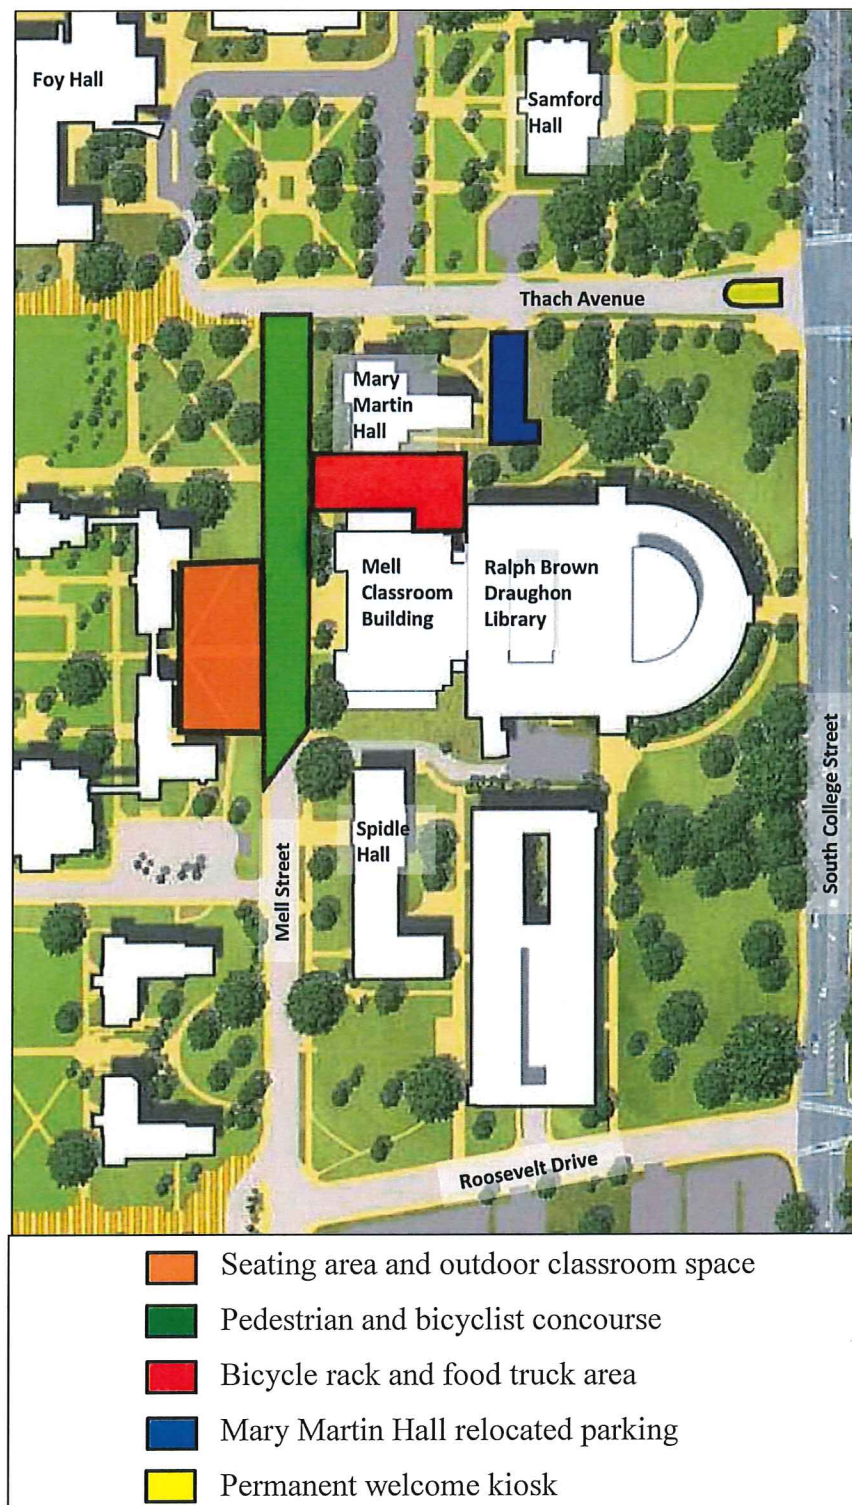 Foy Hall
Samford
Hall
Thach Avenue
Mary
Martin
Hall
Mell
Classroom
Building
Ralph Brown
Draughon
Library
South College Street
Spidle
Hall
Mell Street
Roosevelt Drive
Seating area and outdoor classroom space
Pedestrian and bicyclist concourse
Bicycle rack and food truck area
Mary Martin Hall relocated parking
Permanent welcome kiosk